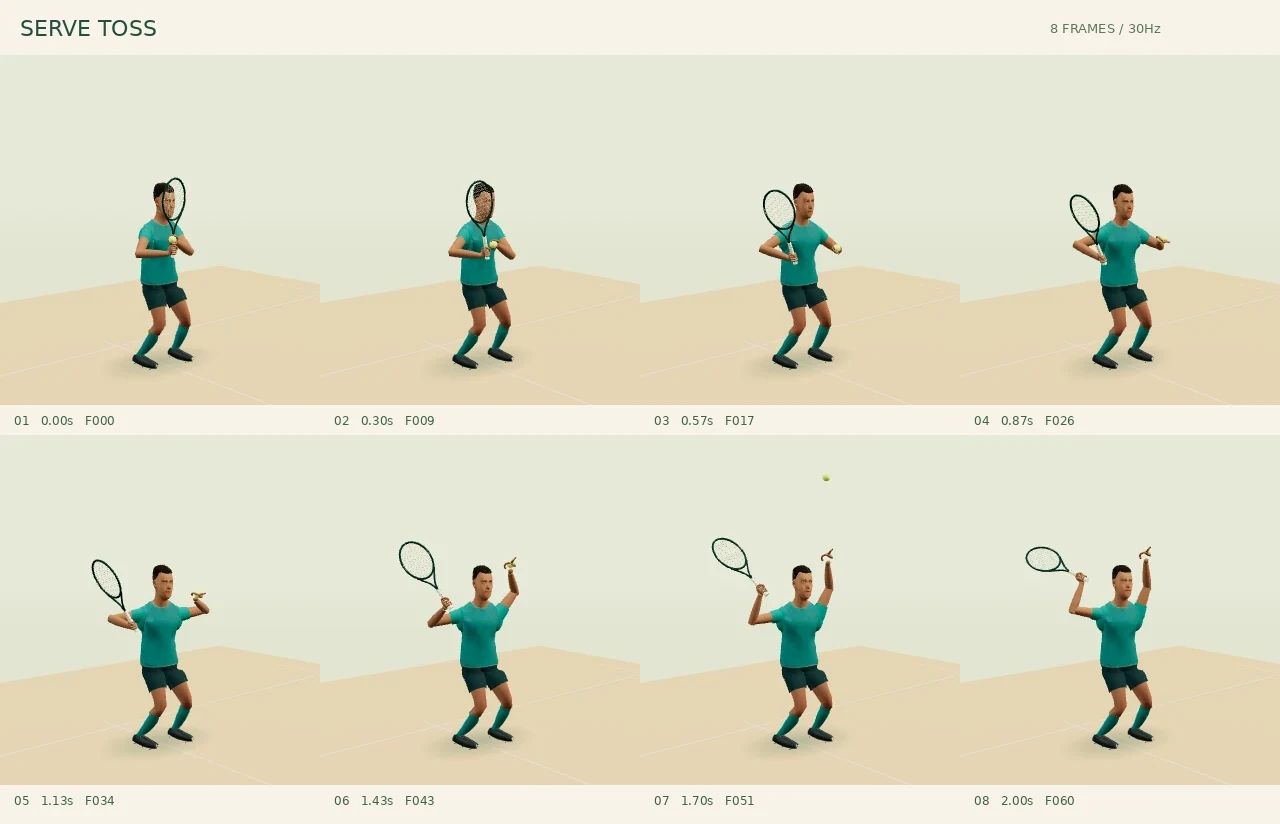 SERVE TOSS
8 FRAMES / 30Hz
01 0.00s F000
02 0.30s F009
03 0.57s F017
04 0.87s F026
05 1.13s F034
06 1.43s F043
07 1.70s F051
08 2.00s F060